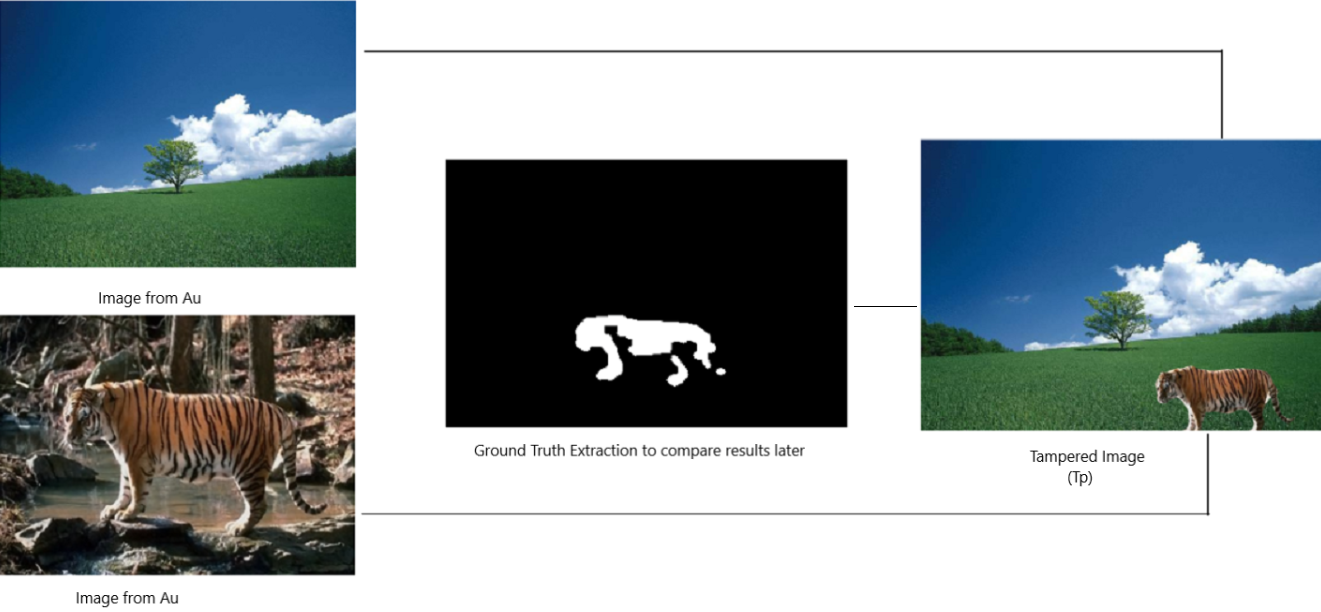 Image from Au
Ground Truth Extraction to compare results later
Tampered Image
(Tp)
Image from Au